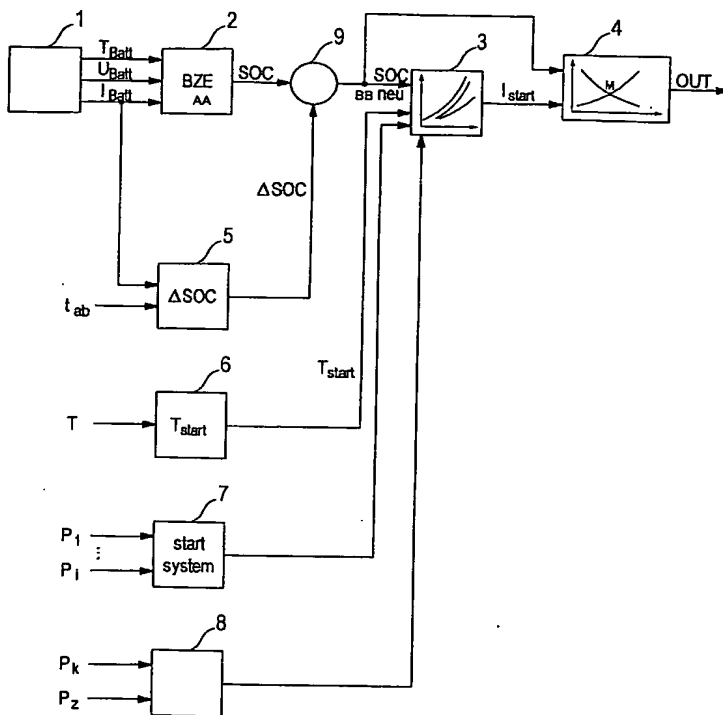 1
2
9
3
4
T_Batt
U_Batt
I_Batt
BZE
AA
SOC
SOC
BB neu
I_start
M
OUT
ΔSOC
5
ΔSOC
t_ab
T_start
6
T
T_start
7
P_1
⋮
P_i
start
system
8
P_k
P_z